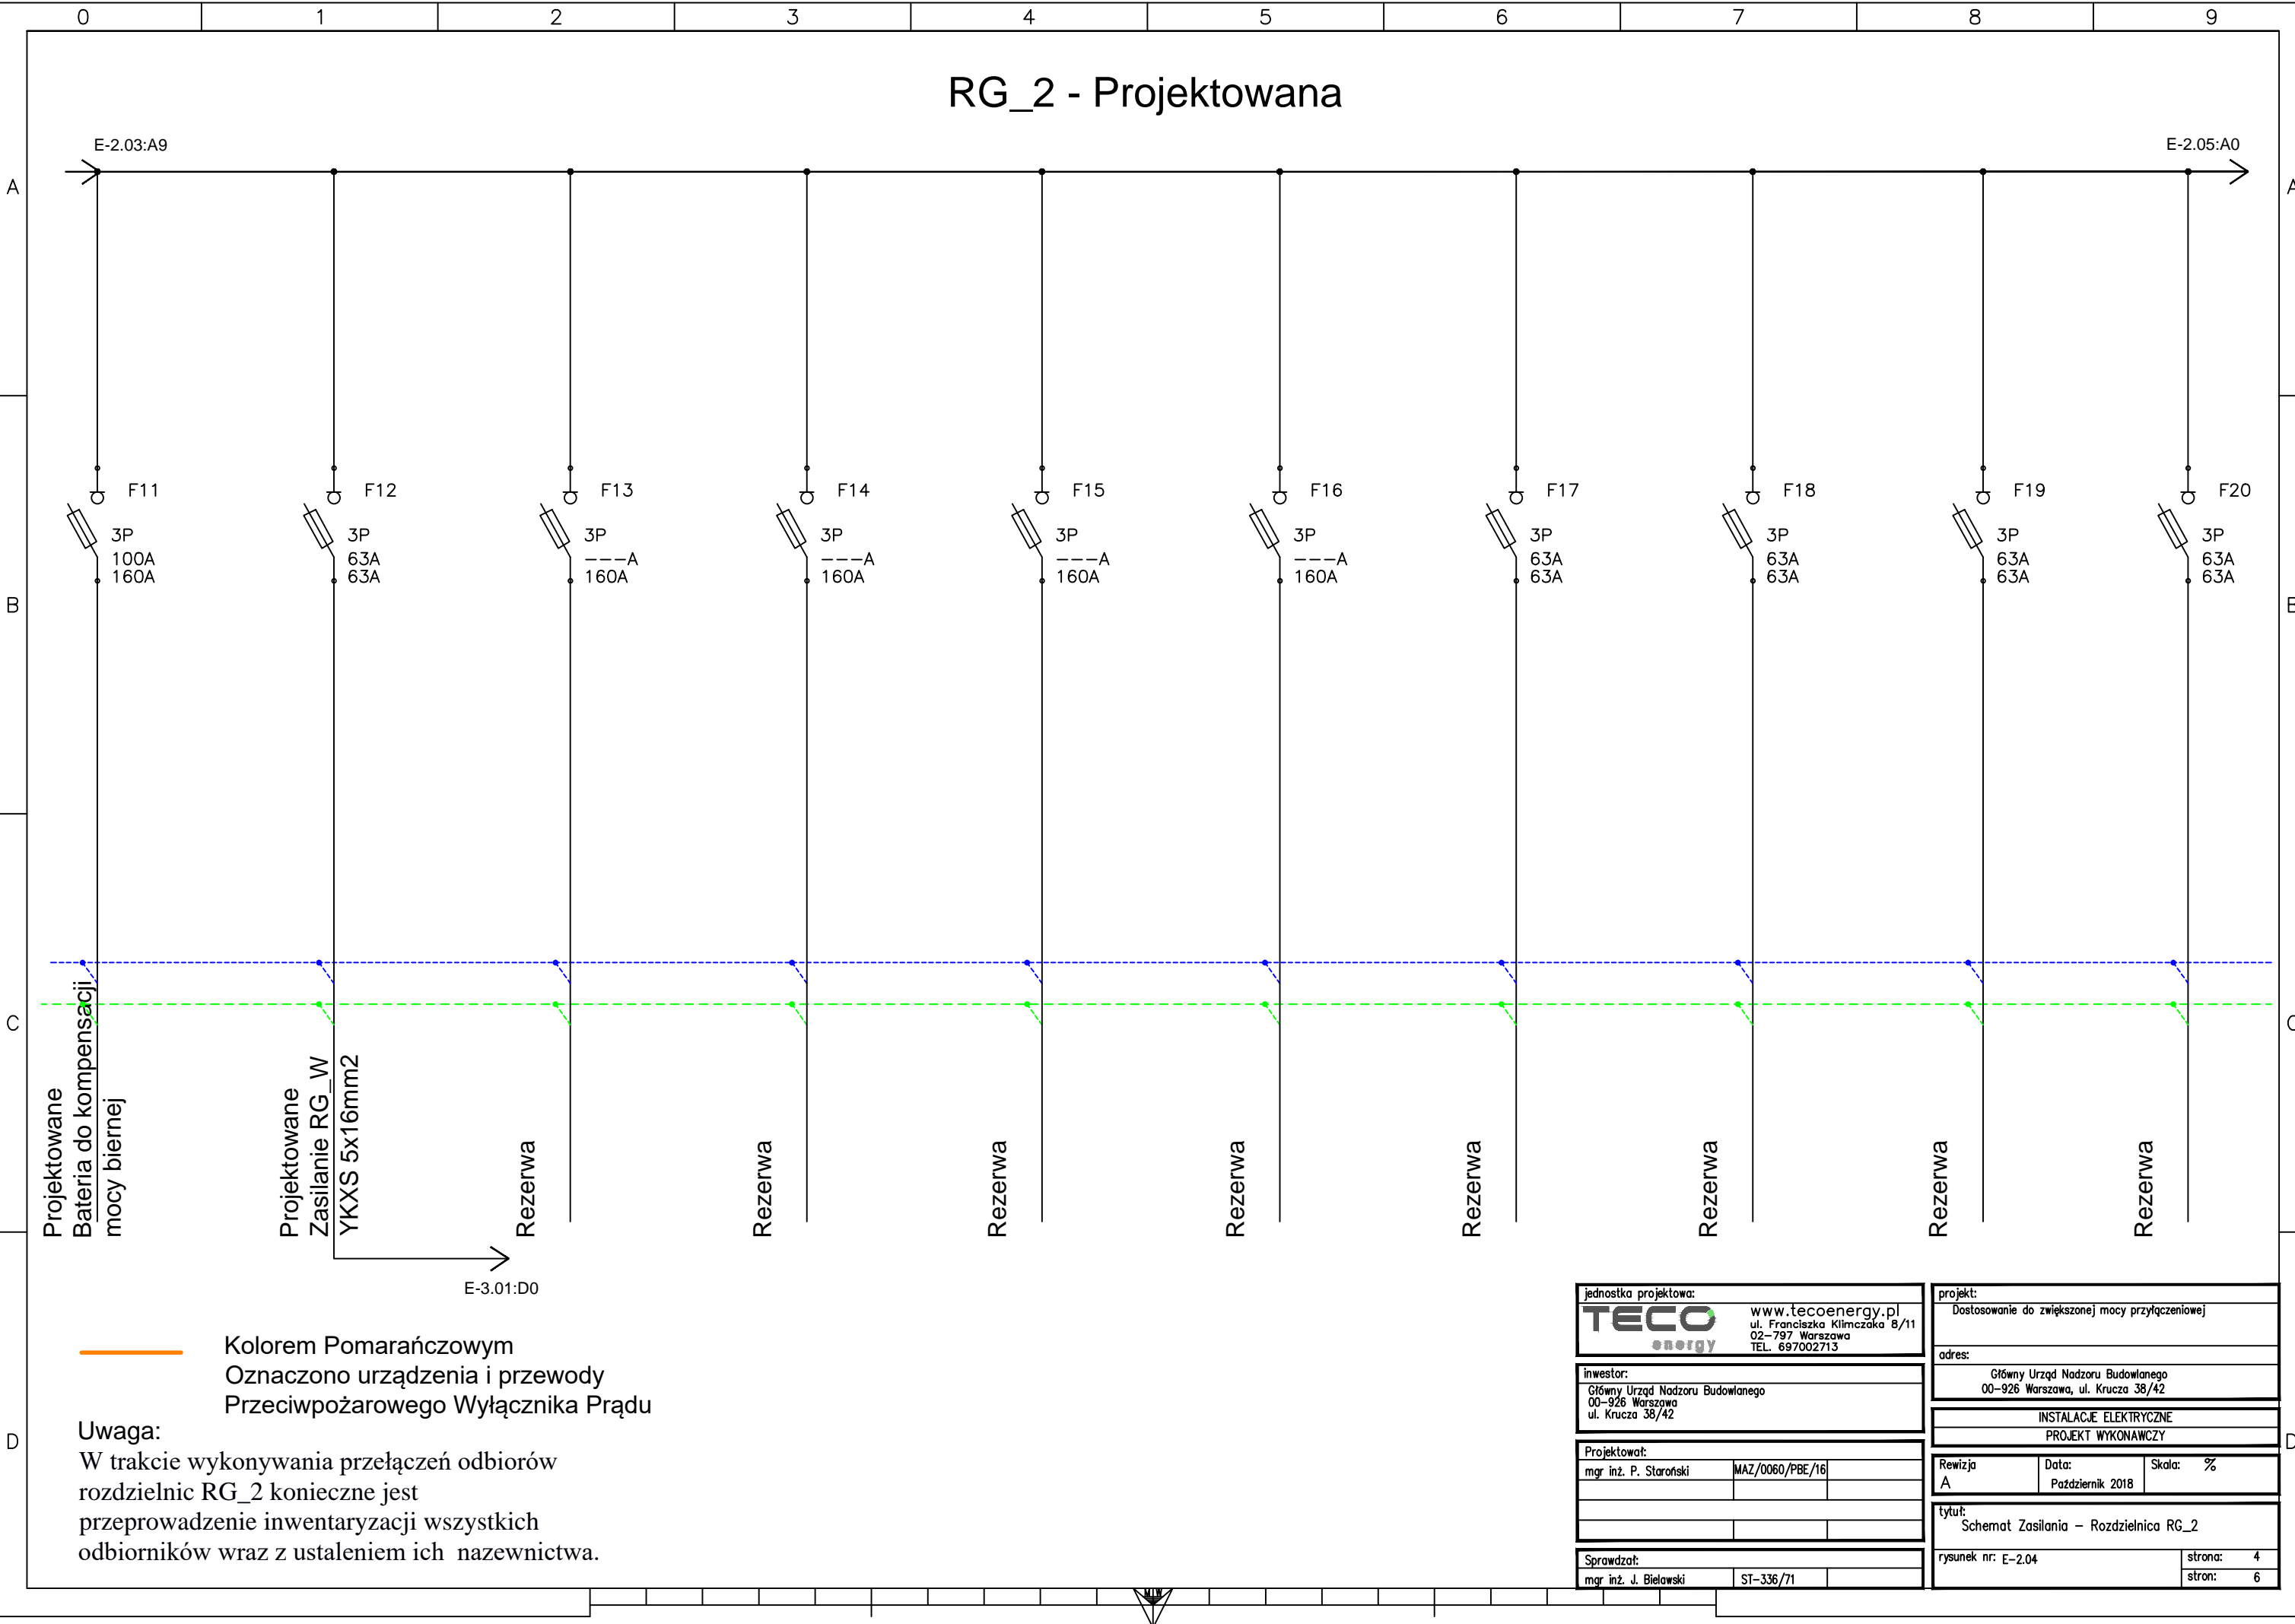 0 1 2 3 4 5 6 7 8 9
RG_2 - Projektowana
E-2.03:A9 E-2.05:A0
A A
F11 F12 F13 F14 F15 F16 F17 F18 F19 F20
3P 3P 3P 3P 3P 3P 3P 3P 3P 3P
100A 63A ---A ---A ---A ---A 63A 63A 63A 63A
160A 63A 160A 160A 160A 160A 63A 63A 63A 63A
B B
C C
Projektowane
Bateria do kompensacji
mocy biernej
Projektowane
Zasilanie RG_W
YKXS 5x16mm2
Rezerwa
Rezerwa
Rezerwa
Rezerwa
Rezerwa
Rezerwa
Rezerwa
Rezerwa
E-3.01:D0
Kolorem Pomarańczowym
Oznaczono urządzenia i przewody
Przeciwpożarowego Wyłącznika Prądu
Uwaga:
W trakcie wykonywania przełączeń odbiorów
rozdzielnic RG_2 konieczne jest
przeprowadzenie inwentaryzacji wszystkich
odbiorników wraz z ustaleniem ich nazewnictwa.
D D
jednostka projektowa:
TECO
energy
www.tecoenergy.pl
ul. Franciszka Klimczaka 8/11
02-797 Warszawa
TEL. 697002713
inwestor:
Główny Urząd Nadzoru Budowlanego
00-926 Warszawa
ul. Krucza 38/42
Projektował:
mgr inż. P. Staroński MAZ/0060/PBE/16
Sprawdzał:
mgr inż. J. Bielawski ST-336/71
projekt:
Dostosowanie do zwiększonej mocy przyłączeniowej
adres:
Główny Urząd Nadzoru Budowlanego
00-926 Warszawa, ul. Krucza 38/42
INSTALACJE ELEKTRYCZNE
PROJEKT WYKONAWCZY
Rewizja Data: Skala: %
A Październik 2018
tytuł:
Schemat Zasilania - Rozdzielnica RG_2
rysunek nr: E-2.04 strona: 4
stron: 6